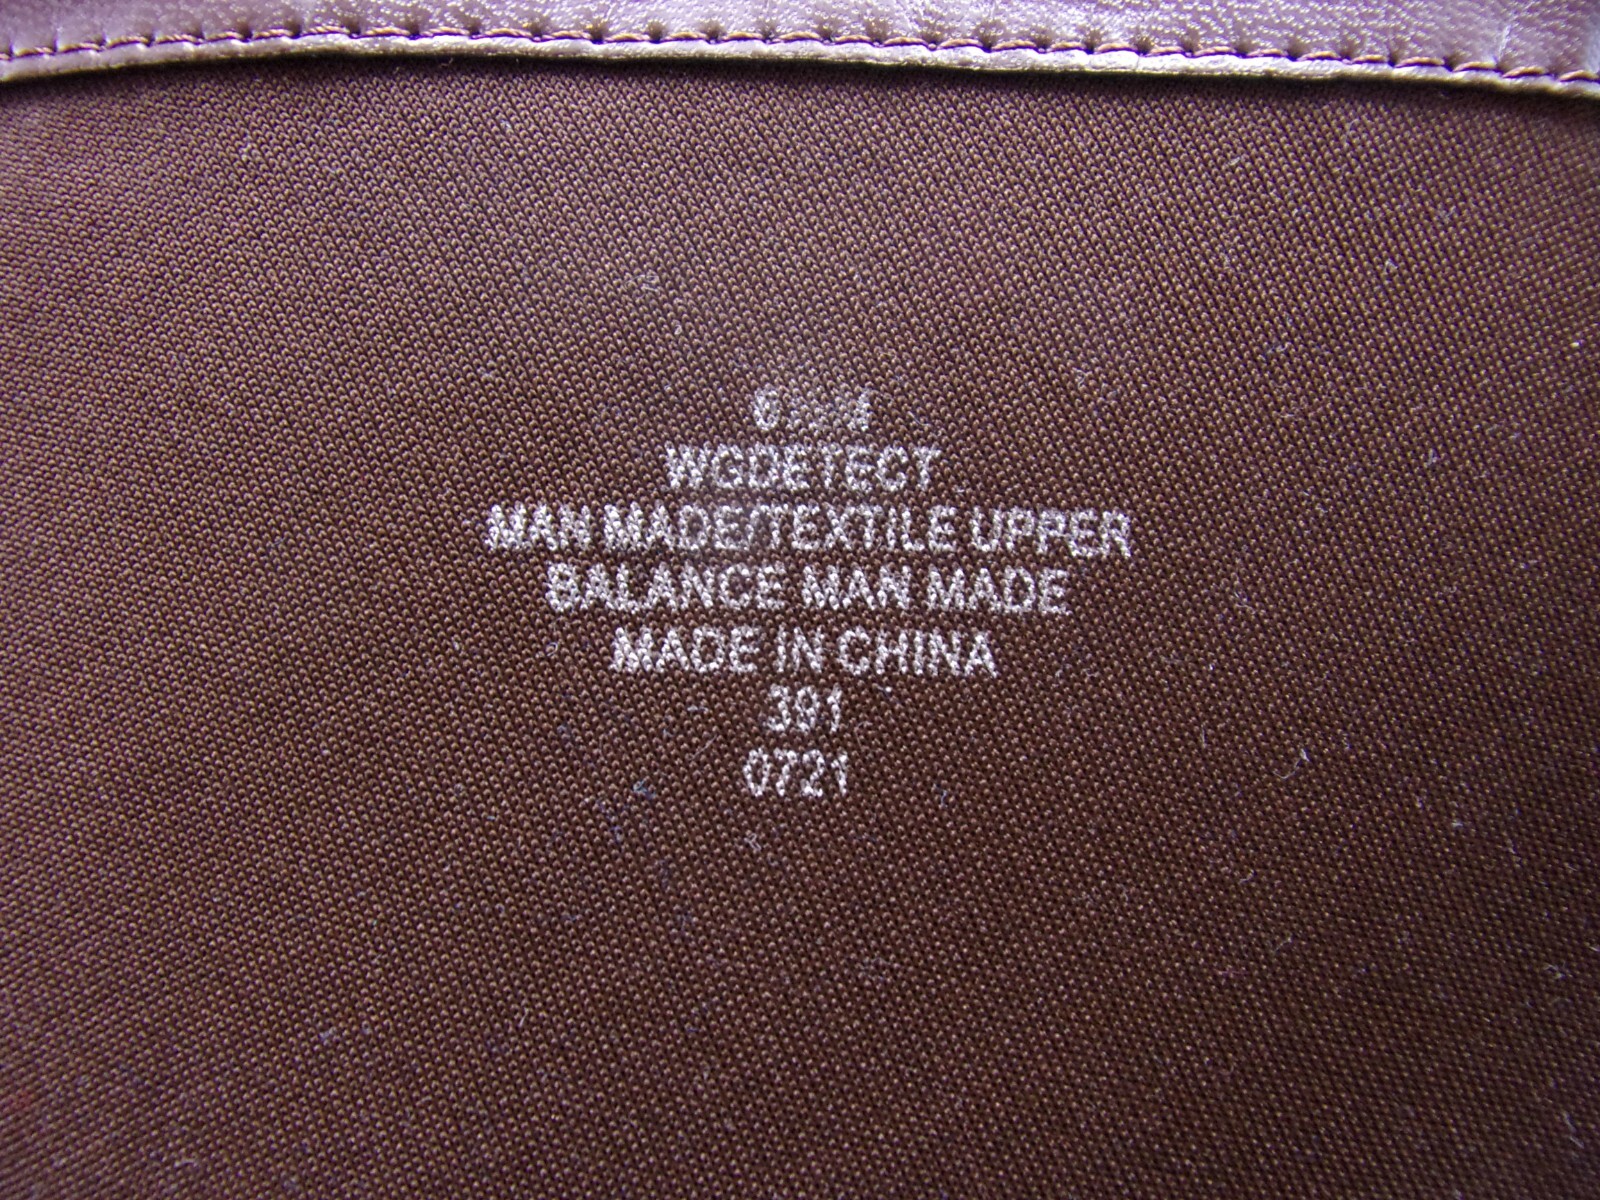 WGDETECT
MAN MADE/TEXTILE UPPER
BALANCE MAN MADE
MADE IN CHINA
391
0721